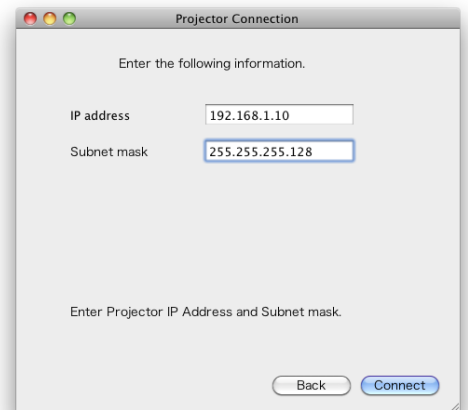 Projector Connection
Enter the following information.
IP address 192.168.1.10
Subnet mask 255.255.255.128
Enter Projector IP Address and Subnet mask.
Back Connect